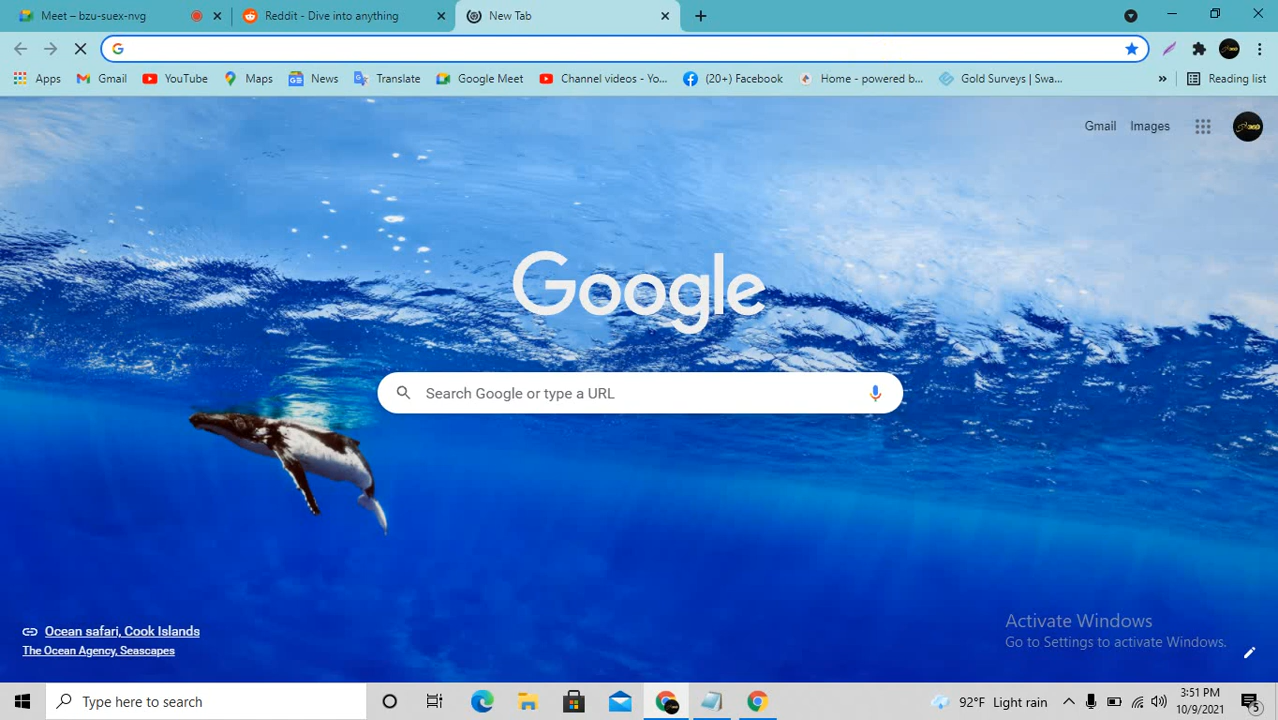 Meet – bzu-suex-nvg
Reddit - Dive into anything
New Tab
Apps
Gmail
YouTube
Maps
News
Translate
Google Meet
Channel videos - Yo...
(20+) Facebook
Home - powered b...
Gold Surveys | Swa...
»
Reading list
Gmail
Images
Google
Search Google or type a URL
Ocean safari, Cook Islands
The Ocean Agency, Seascapes
Activate Windows
Go to Settings to activate Windows.
Type here to search
92°F Light rain
3:51 PM
10/9/2021
5